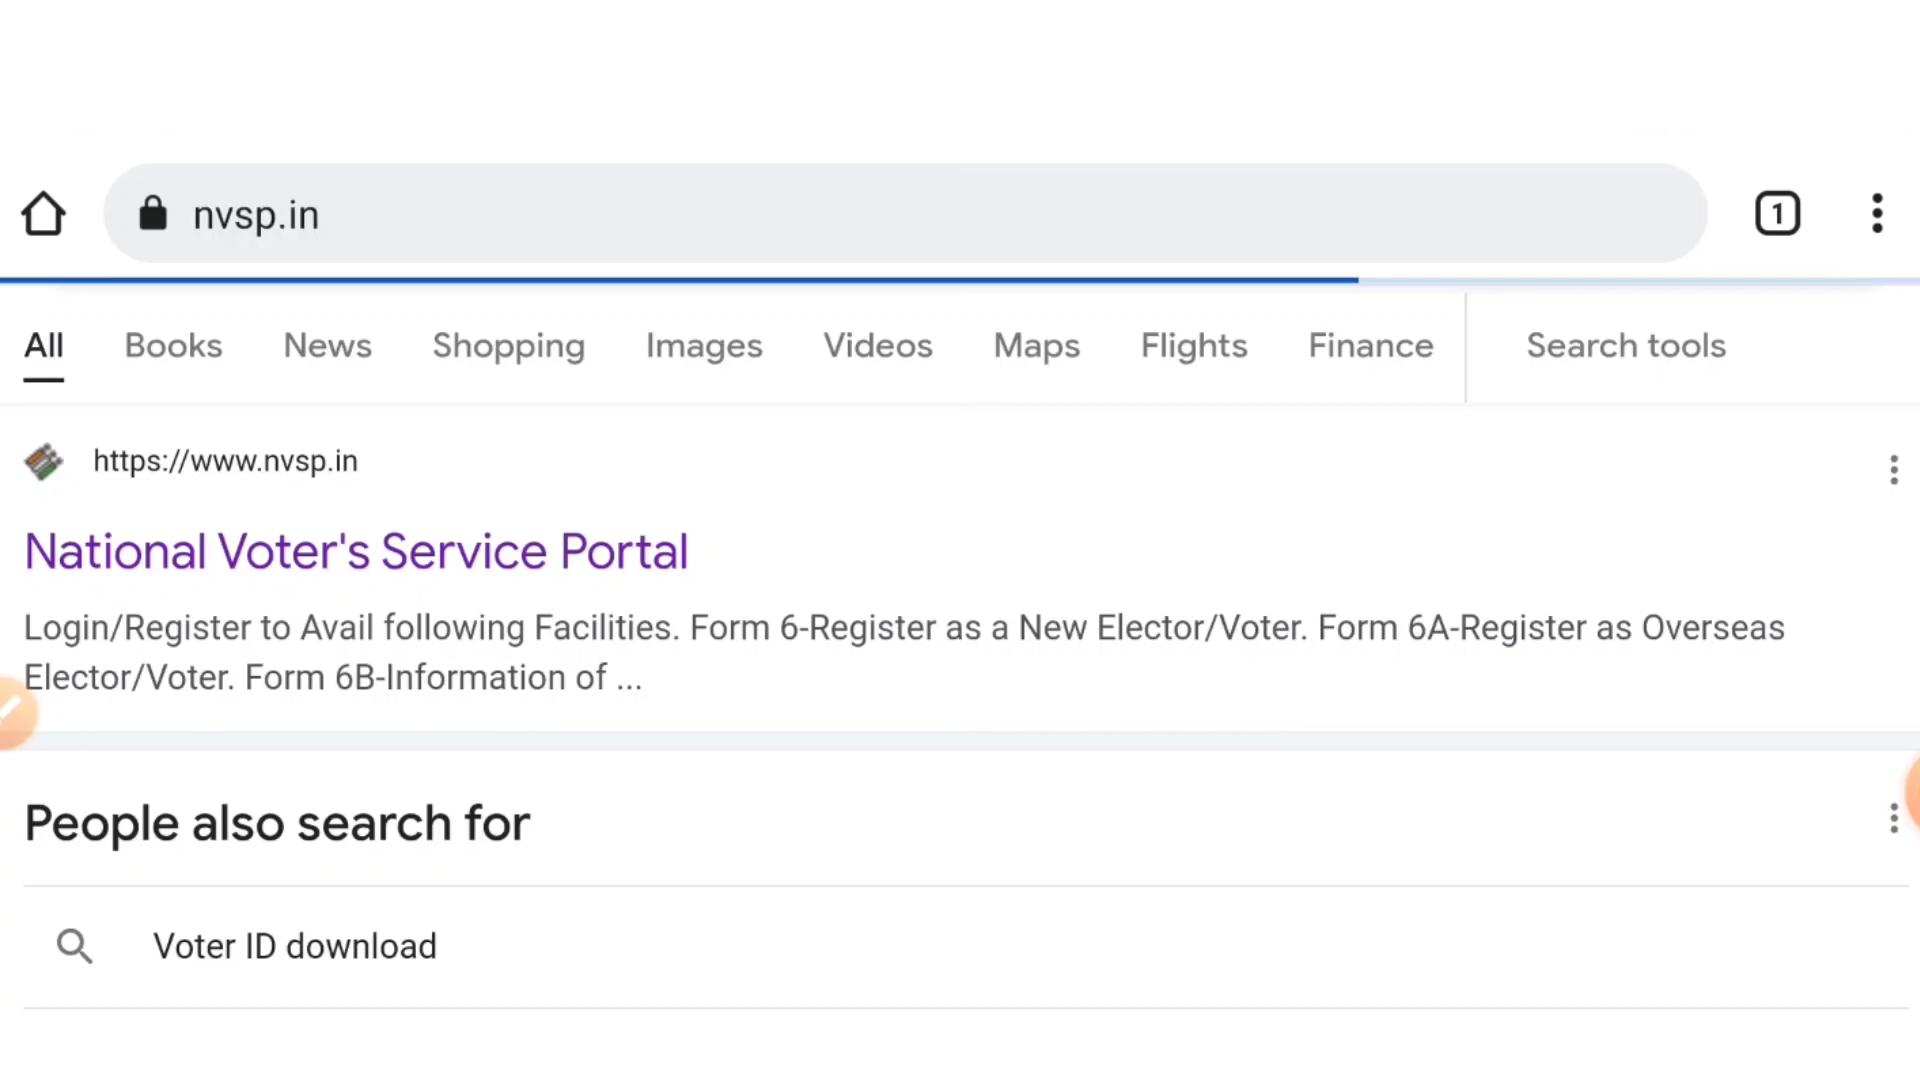 nvsp.in
1
All Books News Shopping Images Videos Maps Flights Finance Search tools
https://www.nvsp.in
National Voter's Service Portal
Login/Register to Avail following Facilities. Form 6-Register as a New Elector/Voter. Form 6A-Register as Overseas
Elector/Voter. Form 6B-Information of ...
People also search for
Voter ID download